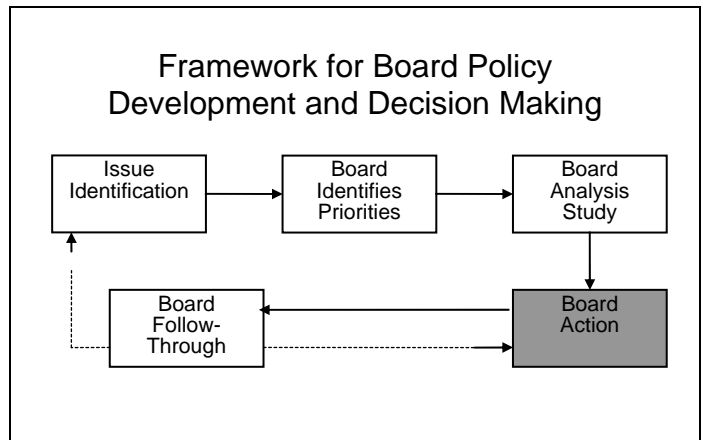 Framework for Board Policy
Development and Decision Making
Issue
Identification
Board
Identifies
Priorities
Board
Analysis
Study
Board
Follow-
Through
Board
Action